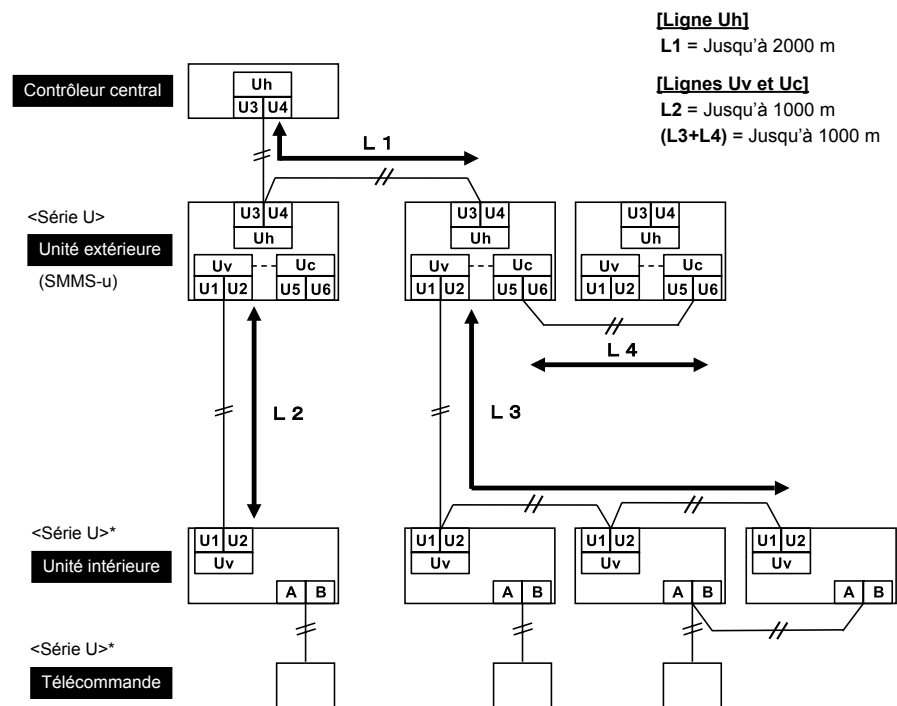 [Ligne Uh]
L1 = Jusqu'à 2000 m
[Lignes Uv et Uc]
L2 = Jusqu'à 1000 m
(L3+L4) = Jusqu'à 1000 m
Contrôleur central
Uh
U3 U4
L 1
<Série U>
Unité extérieure
(SMMS-u)
U3 U4
Uh
Uv Uc
U1 U2 U5 U6
U3 U4
Uh
Uv Uc
U1 U2 U5 U6
U3 U4
Uh
Uv Uc
U1 U2 U5 U6
L 4
L 2
L 3
<Série U>*
Unité intérieure
U1 U2
Uv
A B
U1 U2
Uv
A B
U1 U2
Uv
A B
U1 U2
Uv
A B
<Série U>*
Télécommande